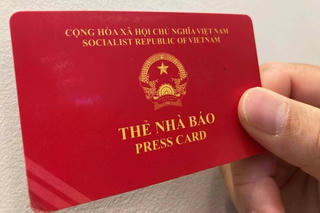 CỘNG HÒA XÃ HỘI CHỦ NGHĨA VIỆT NAM
SOCIALIST REPUBLIC OF VIETNAM
THẺ NHÀ BÁO
PRESS CARD